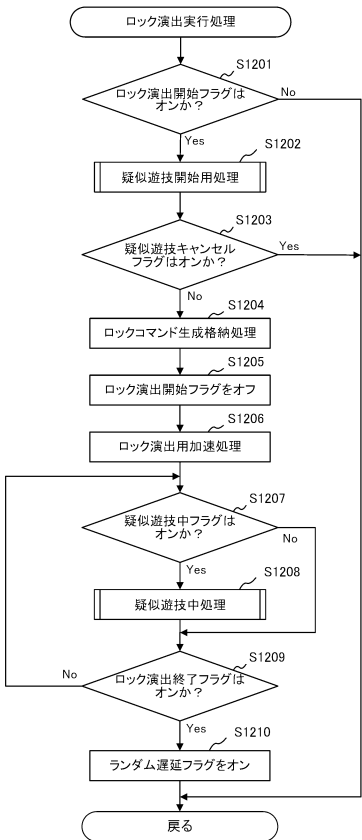 ロック演出実行処理
S1201
ロック演出開始フラグは
オンか？
No
Yes
S1202
疑似遊技開始用処理
S1203
疑似遊技キャンセル
フラグはオンか？
Yes
No
S1204
ロックコマンド生成格納処理
S1205
ロック演出開始フラグをオフ
S1206
ロック演出用加速処理
S1207
疑似遊技中フラグは
オンか？
No
Yes
S1208
疑似遊技中処理
S1209
No
ロック演出終了フラグは
オンか？
Yes
S1210
ランダム遅延フラグをオン
戻る